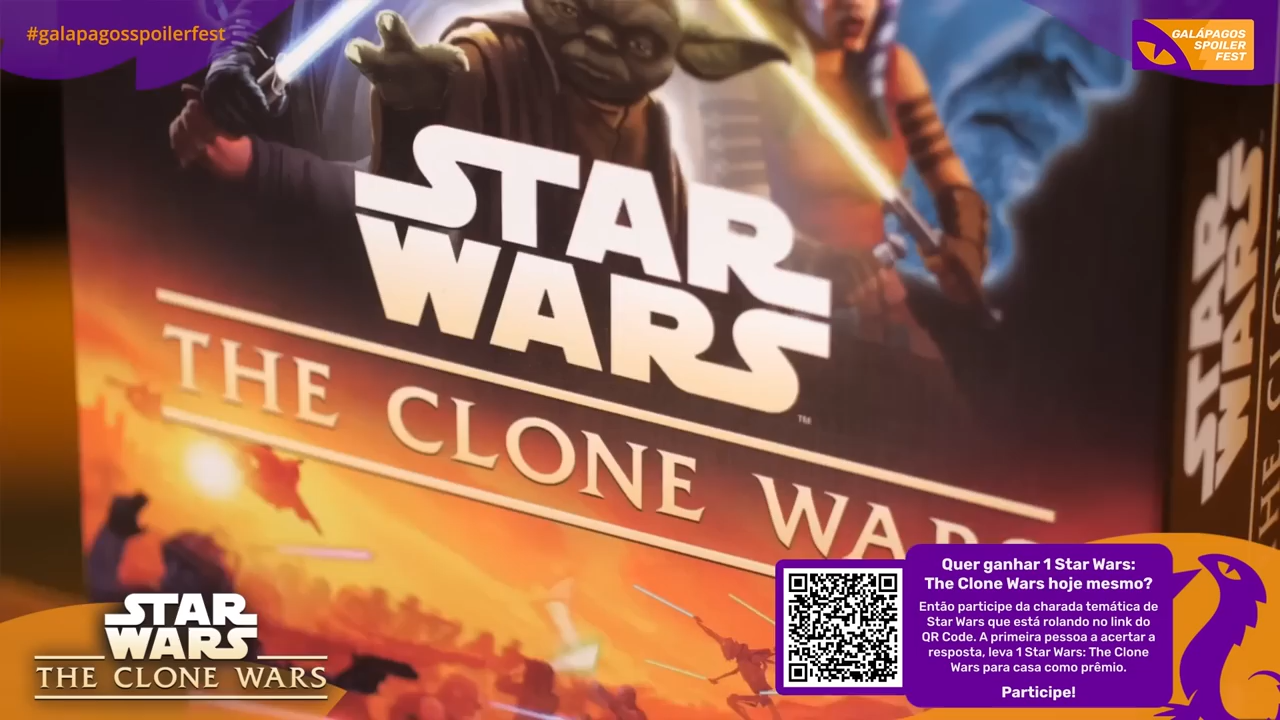 #galapagosspoilerfest
GALÁPAGOS
SPOILER
FEST
STAR
WARS
™
THE CLONE WARS
STAR
WARS
STAR
WARS
THE CLONE WARS
Quer ganhar 1 Star Wars:
The Clone Wars hoje mesmo?
Então participe da charada temática de
Star Wars que está rolando no link do
QR Code. A primeira pessoa a acertar a
resposta, leva 1 Star Wars: The Clone
Wars para casa como prêmio.
Participe!